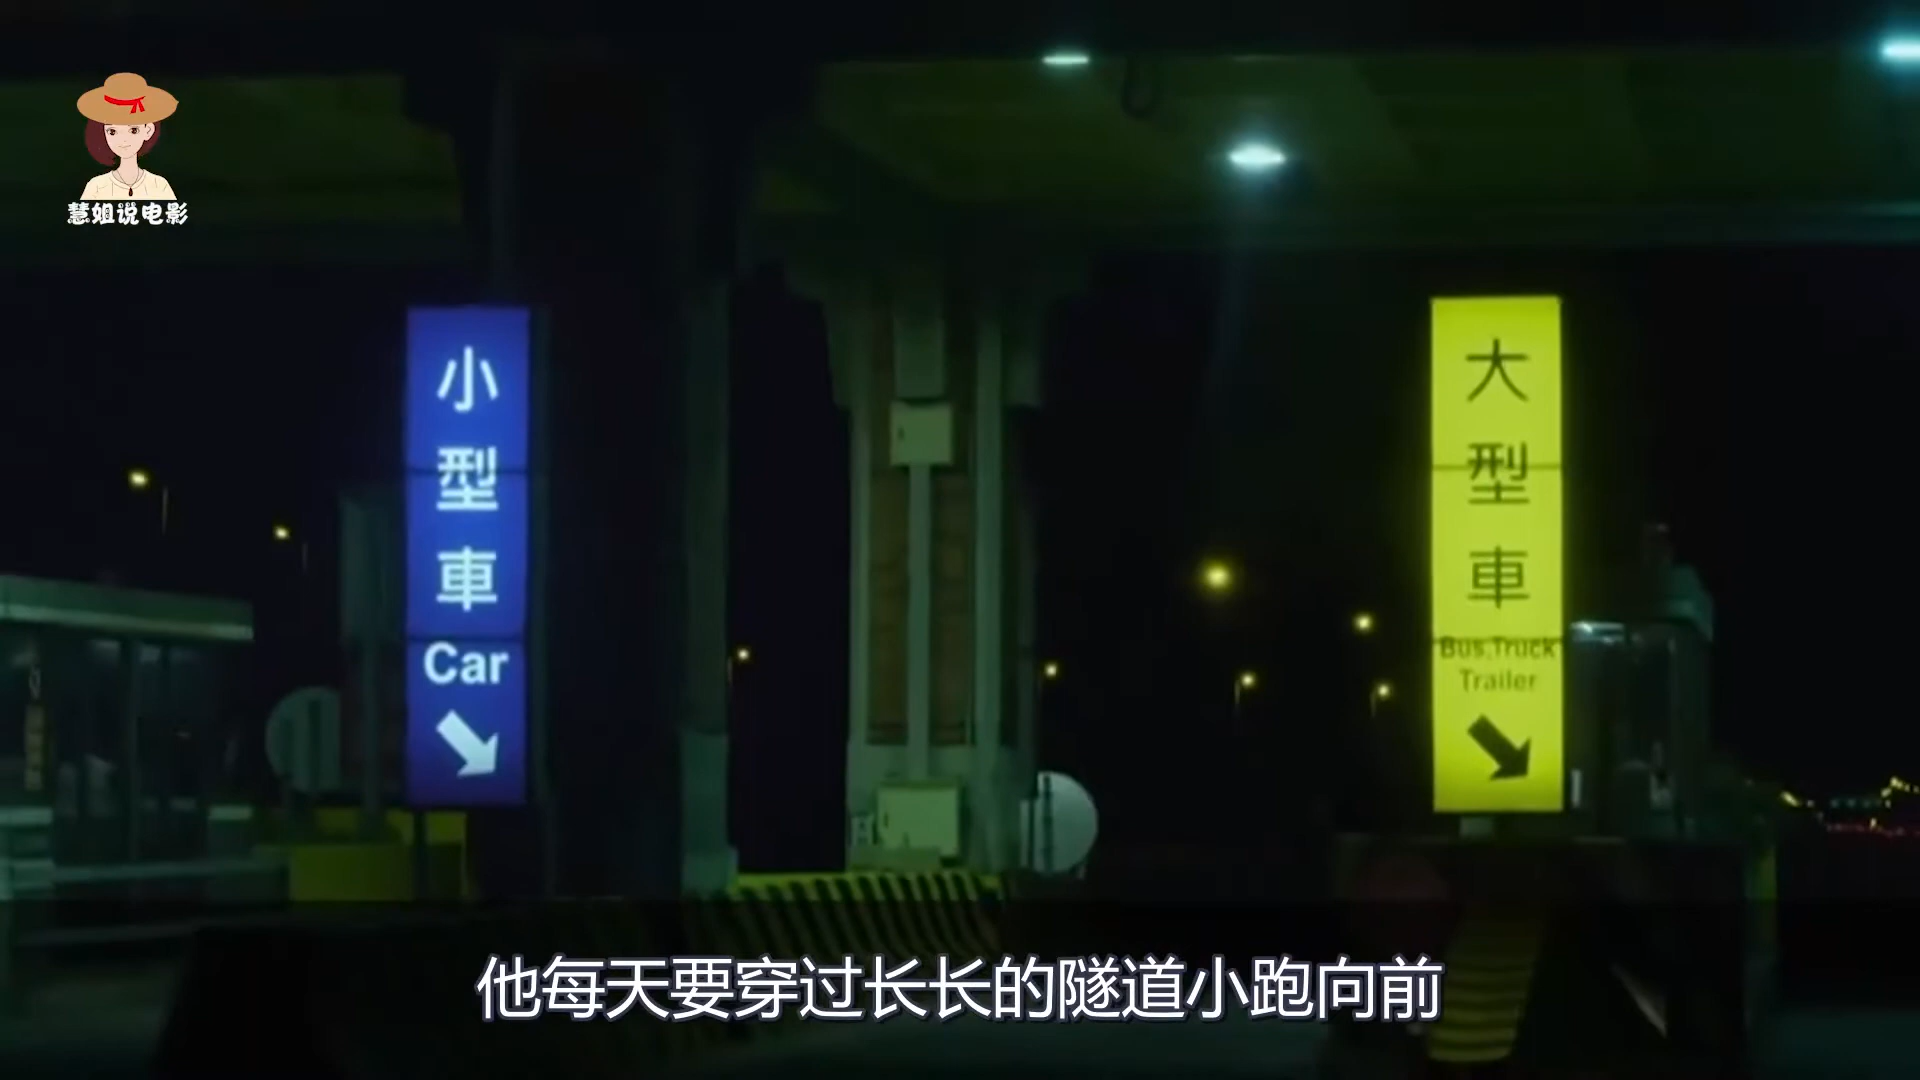 慧姐说电影
小型車
Car
大型車
Bus,Truck
Trailer
他每天要穿过长长的隧道小跑向前